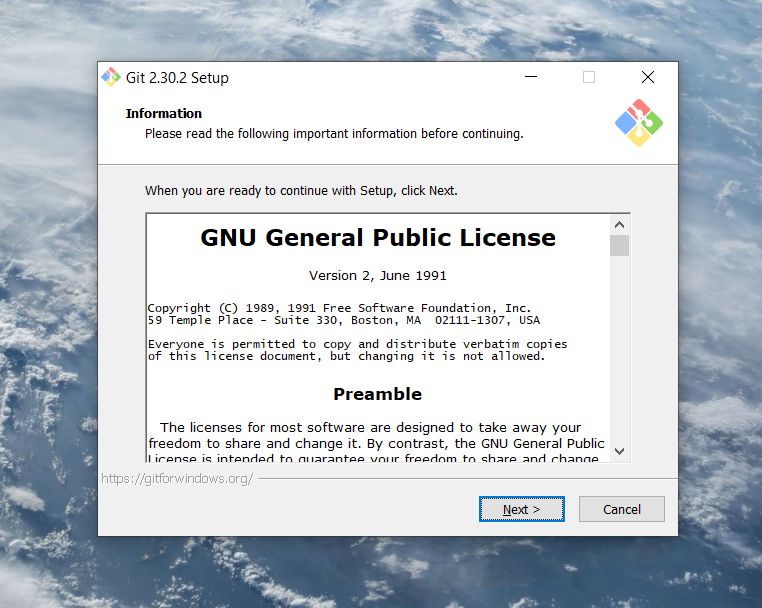 Git 2.30.2 Setup
Information
Please read the following important information before continuing.
When you are ready to continue with Setup, click Next.
GNU General Public License
Version 2, June 1991
Copyright (C) 1989, 1991 Free Software Foundation, Inc.
59 Temple Place - Suite 330, Boston, MA  02111-1307, USA
Everyone is permitted to copy and distribute verbatim copies
of this license document, but changing it is not allowed.
Preamble
The licenses for most software are designed to take away your
freedom to share and change it. By contrast, the GNU General Public
License is intended to guarantee your freedom to share and change
https://gitforwindows.org/
Next >
Cancel